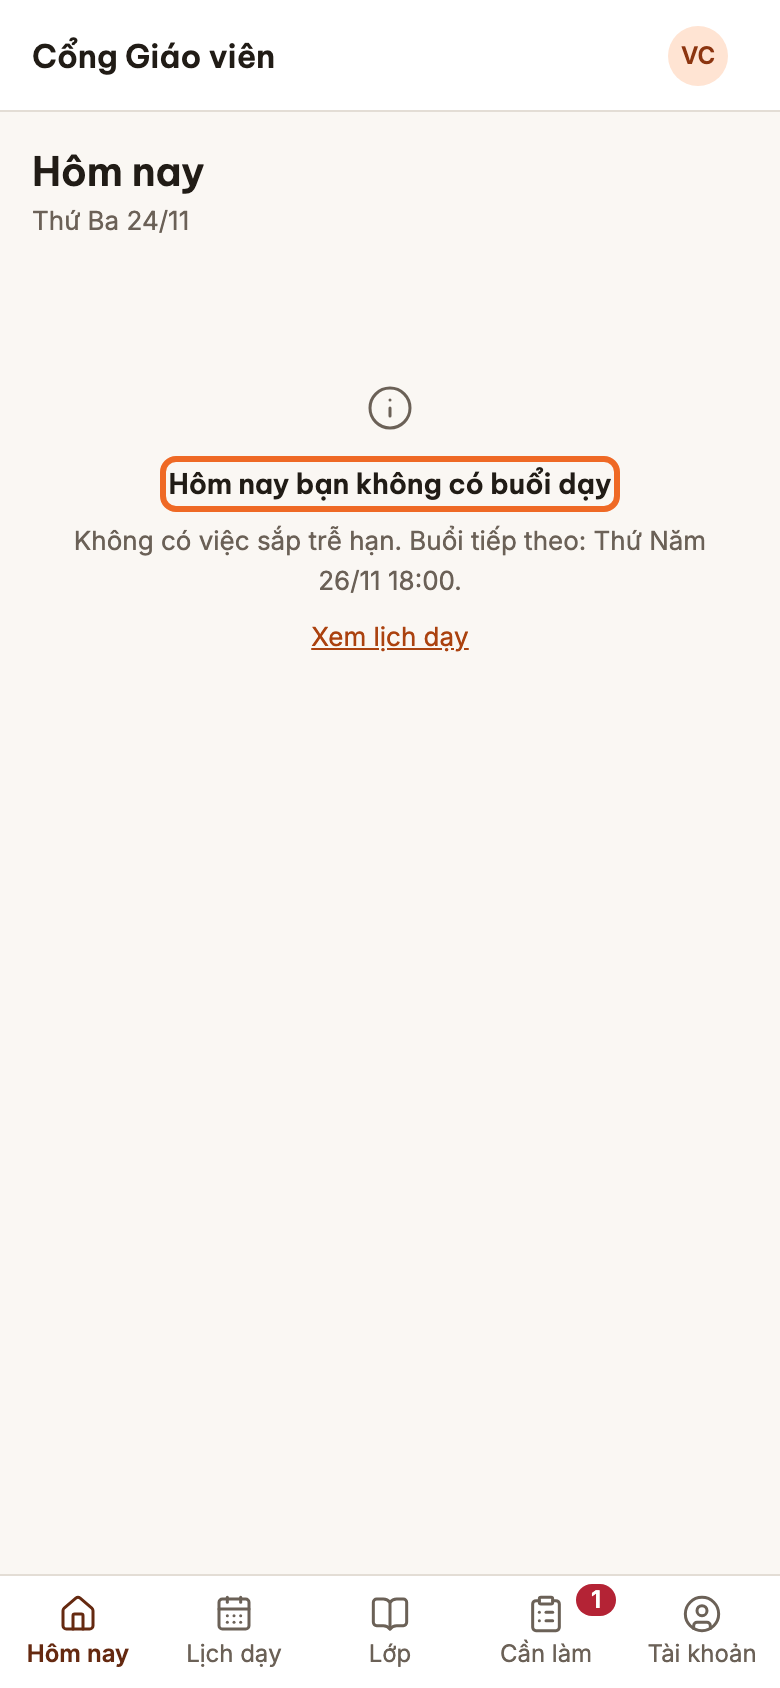 Cổng Giáo viên
VC
Hôm nay
Thứ Ba 24/11
Hôm nay bạn không có buổi dạy
Không có việc sắp trễ hạn. Buổi tiếp theo: Thứ Năm
26/11 18:00.
Xem lịch dạy
1
Hôm nay
Lịch dạy
Lớp
Cần làm
Tài khoản